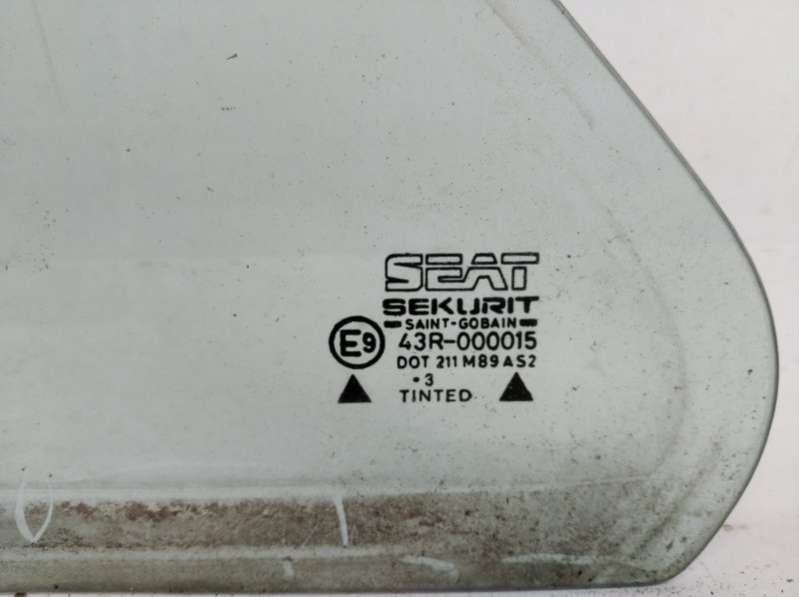 SEAT
SEKURIT
SAINT-GOBAIN
E9 43R-000015
DOT 211 M89 AS2
•3
TINTED